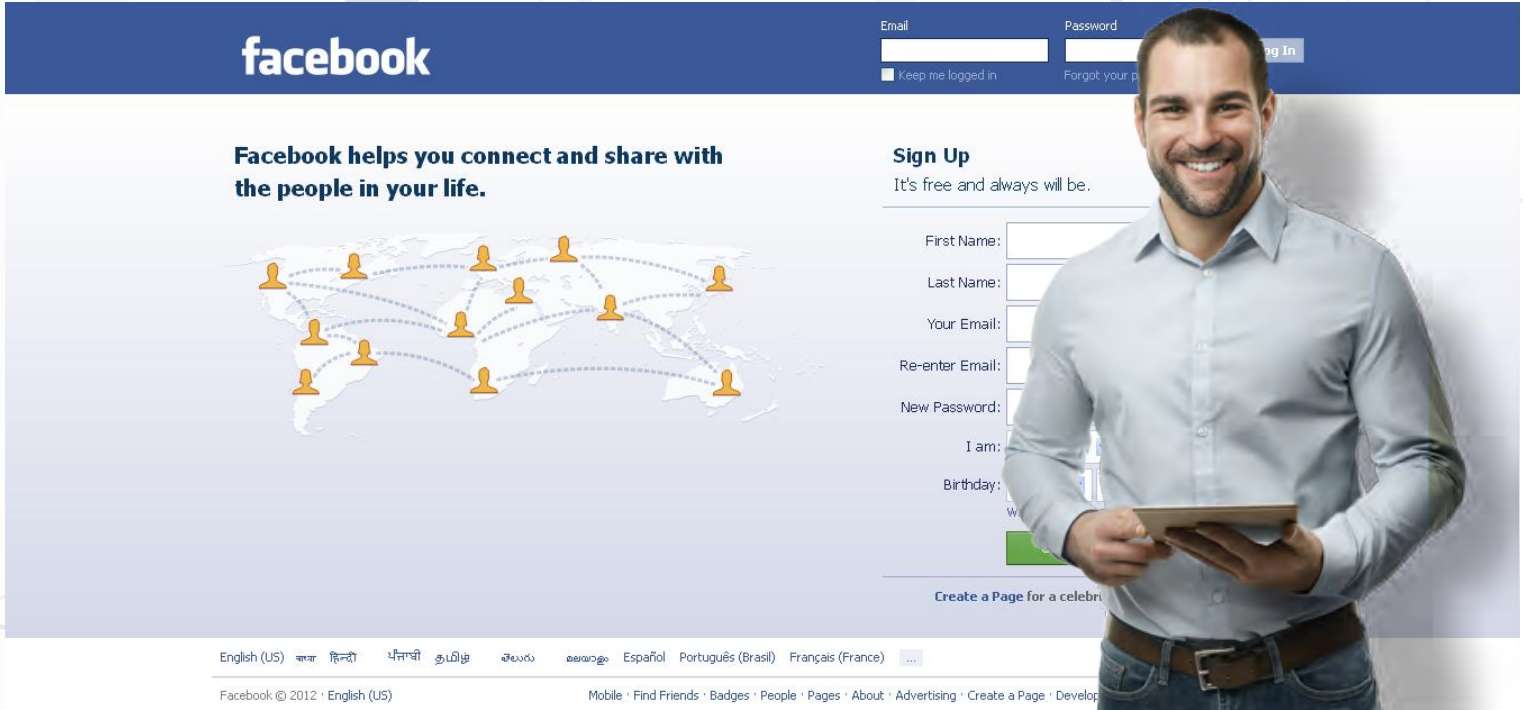 facebook
Email
Password
Log In
Keep me logged in
Forgot your
Facebook helps you connect and share with
the people in your life.
Sign Up
It's free and always will be.
First Name:
Last Name:
Your Email:
Re-enter Email:
New Password:
I am:
Birthday:
Create a Page for a
English (US) বাংলা हिन्दी ਪੰਜਾਬੀ தமிழ் తెలుగు മലയാളം Español Português (Brasil) Français (France) ...
Facebook © 2012 · English (US)
Mobile · Find Friends · Badges · People · Pages · About · Advertising · Create a Page ·